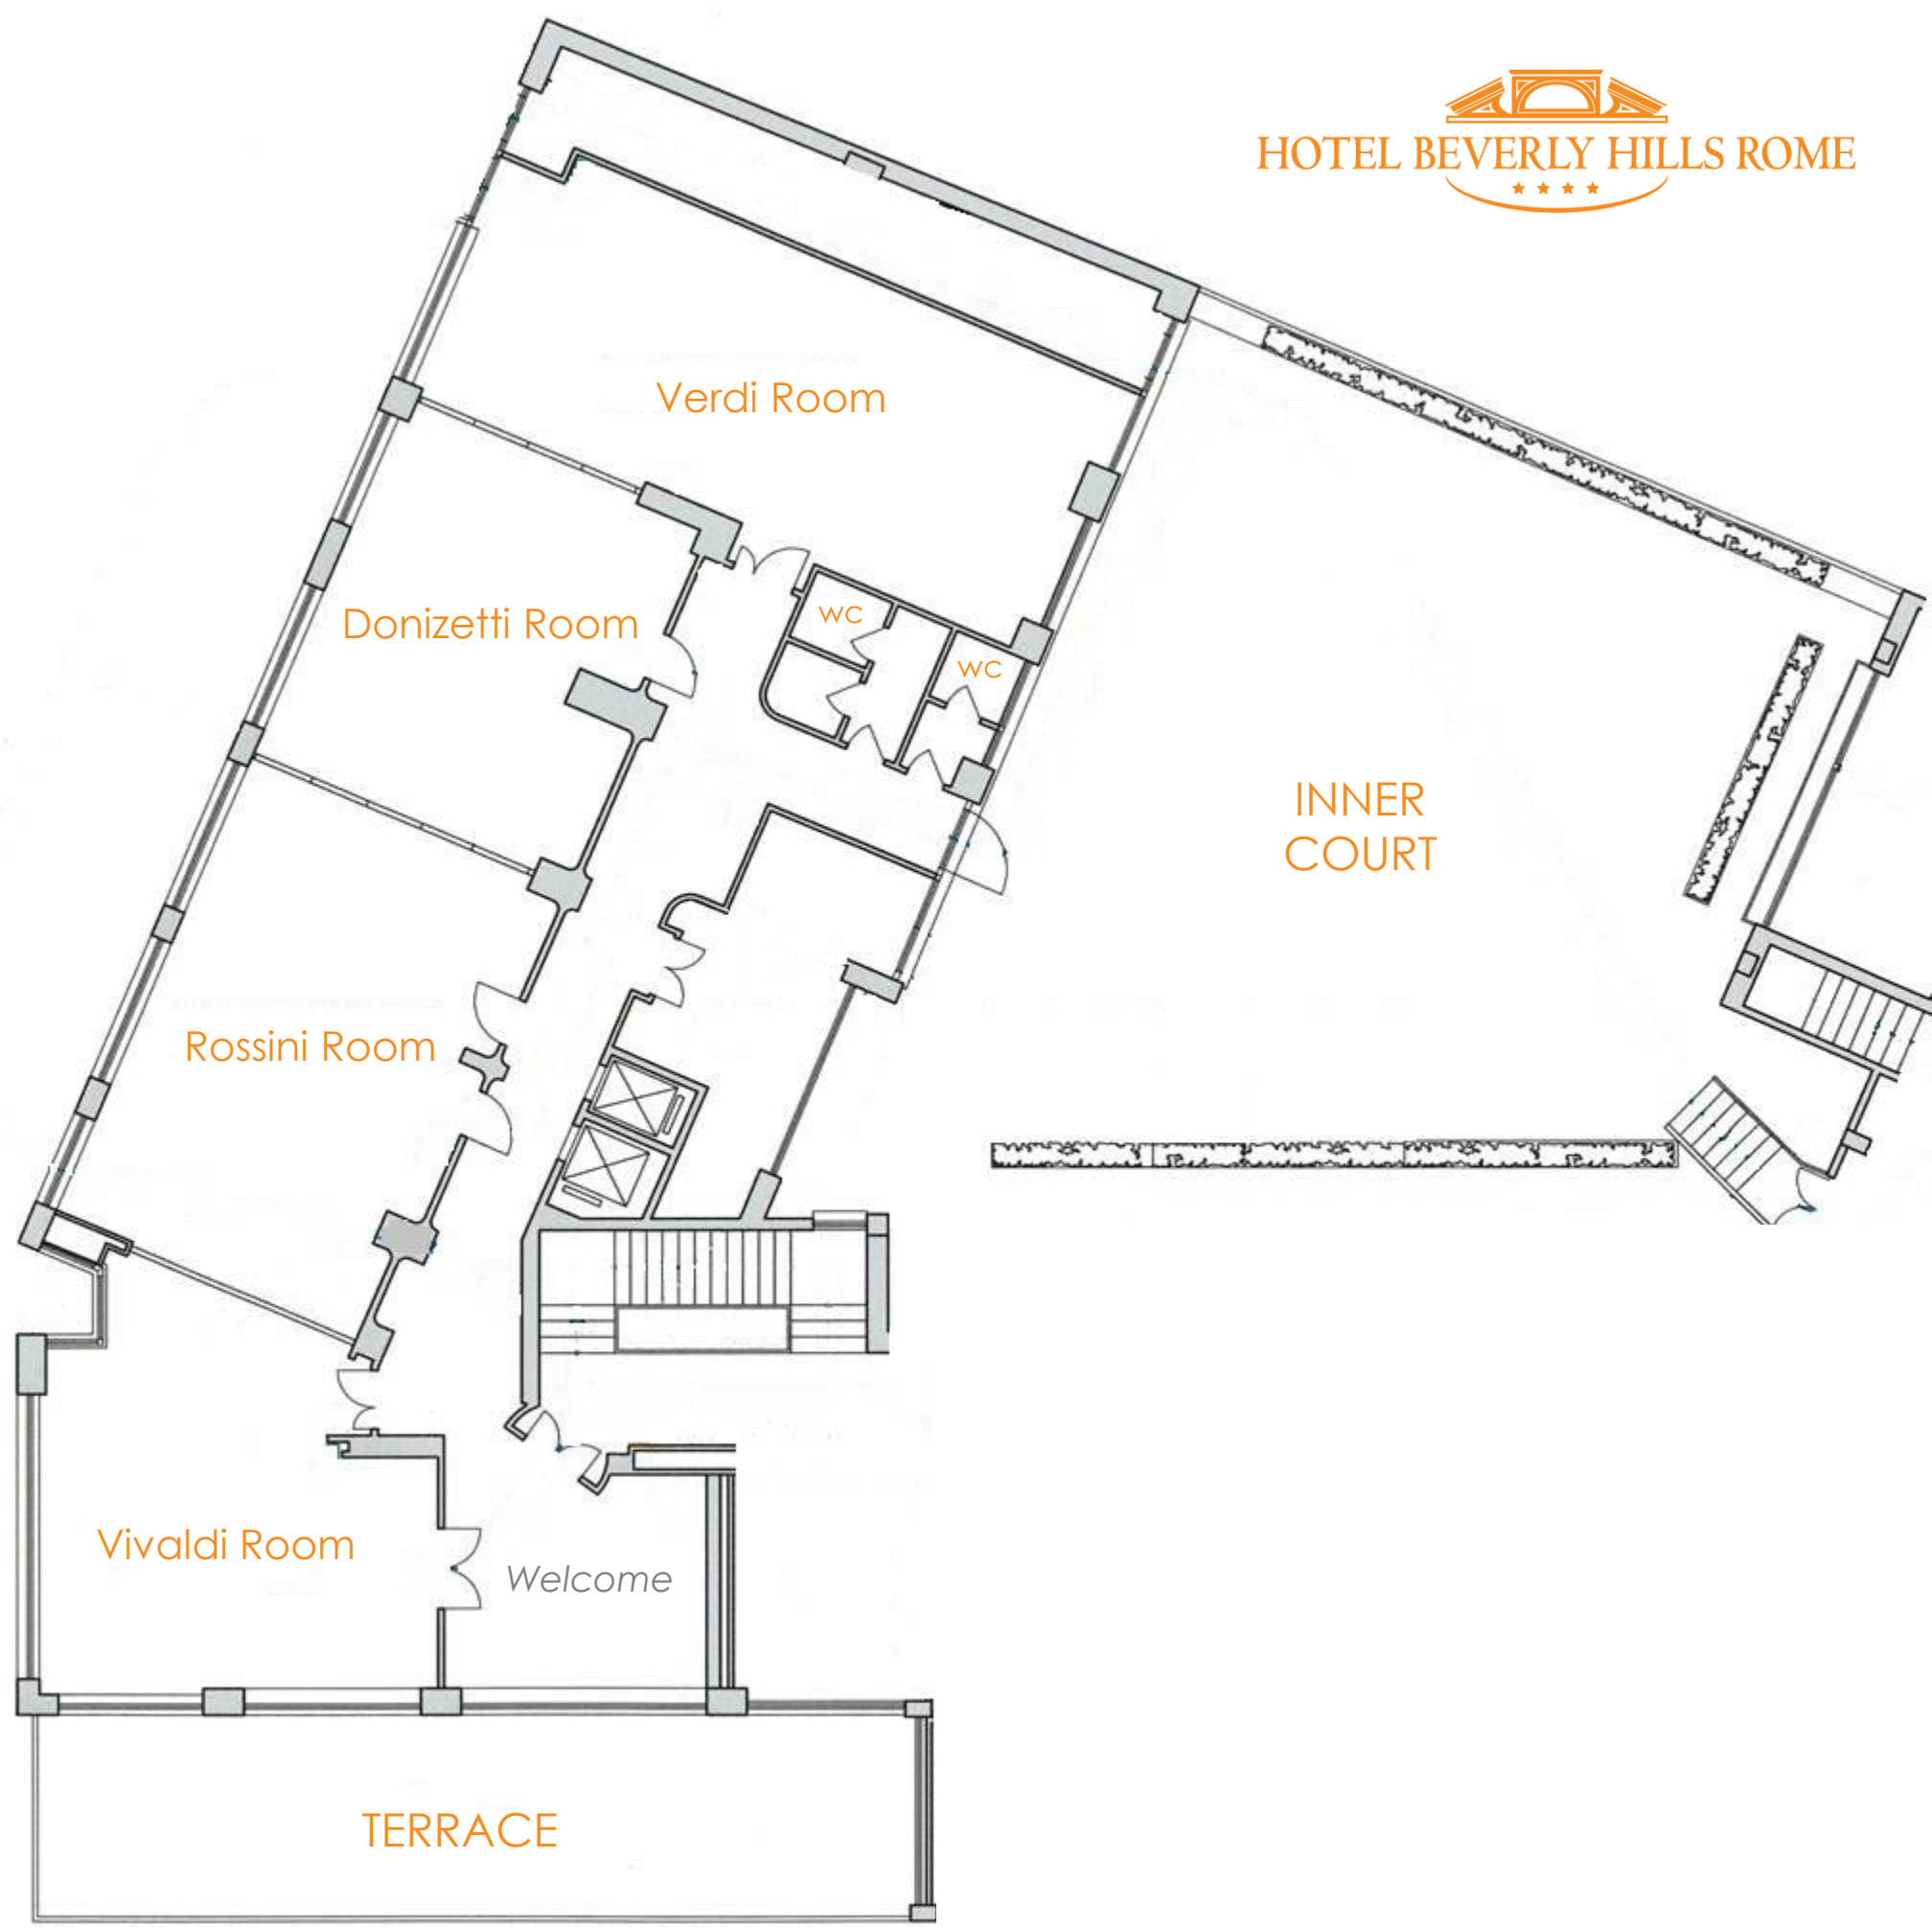 HOTEL BEVERLY HILLS ROME
Verdi Room
Donizetti Room
WC
WC
INNER
COURT
Rossini Room
Vivaldi Room
Welcome
TERRACE